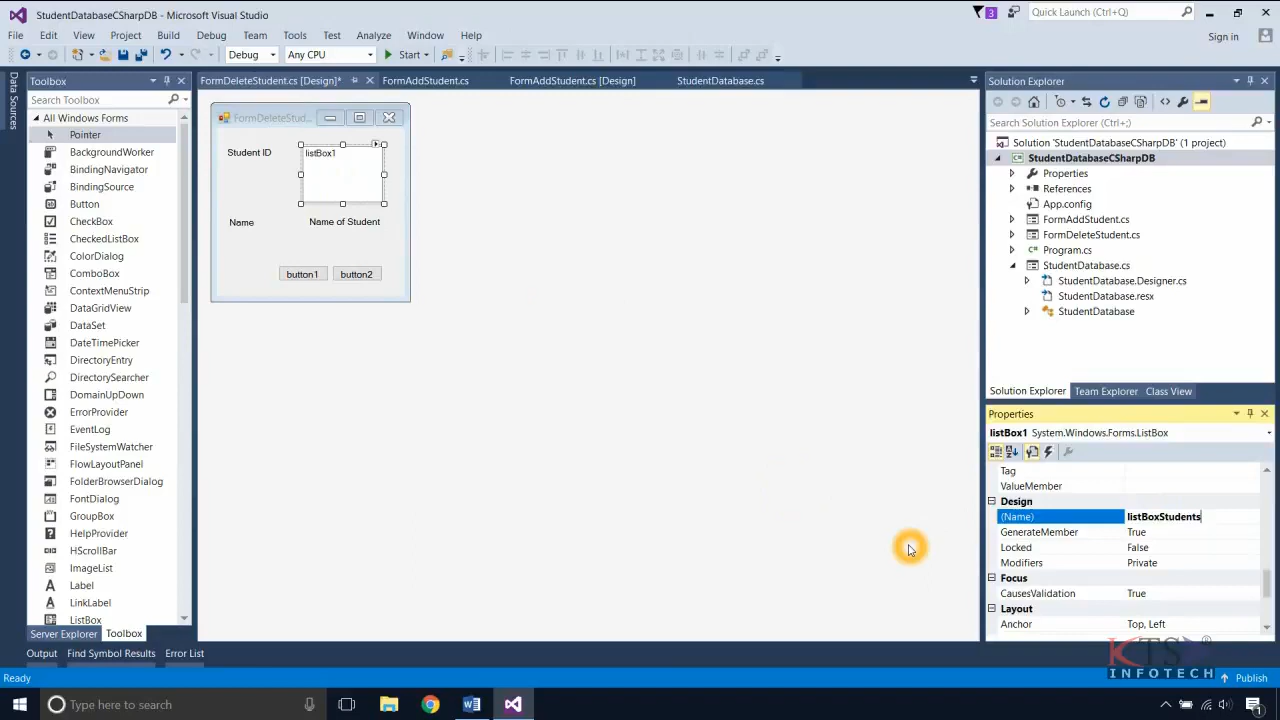 StudentDatabaseCSharpDB - Microsoft Visual Studio
3
Quick Launch (Ctrl+;)
File Edit View Project Build Debug Team Tools Test Analyze Window Help
Sign in
Debug Any CPU Start
Data Sources
Toolbox
Search Toolbox
All Windows Forms
Pointer
BackgroundWorker
BindingNavigator
BindingSource
Button
CheckBox
CheckedListBox
ColorDialog
ComboBox
ContextMenuStrip
DataGridView
DataSet
DateTimePicker
DirectoryEntry
DirectorySearcher
DomainUpDown
ErrorProvider
EventLog
FileSystemWatcher
FlowLayoutPanel
FolderBrowserDialog
FontDialog
GroupBox
HelpProvider
HScrollBar
ImageList
Label
LinkLabel
ListBox
Server Explorer Toolbox
FormDeleteStudent.cs [Design]* FormAddStudent.cs FormAddStudent.cs [Design] StudentDatabase.cs
FormDeleteStud...
Student ID
listBox1
Name
Name of Student
button1 button2
Solution Explorer
Search Solution Explorer (Ctrl+;)
Solution 'StudentDatabaseCSharpDB' (1 project)
StudentDatabaseCSharpDB
Properties
References
App.config
FormAddStudent.cs
FormDeleteStudent.cs
Program.cs
StudentDatabase.cs
StudentDatabase.Designer.cs
StudentDatabase.resx
StudentDatabase
Solution Explorer Team Explorer Class View
Properties
listBox1 System.Windows.Forms.ListBox
Tag
ValueMember
Design
(Name) listBoxStudents
GenerateMember True
Locked False
Modifiers Private
Focus
CausesValidation True
Layout
Anchor Top, Left
KTS ®
INFOTECH
Output Find Symbol Results Error List
Ready
Publish
Type here to search
1